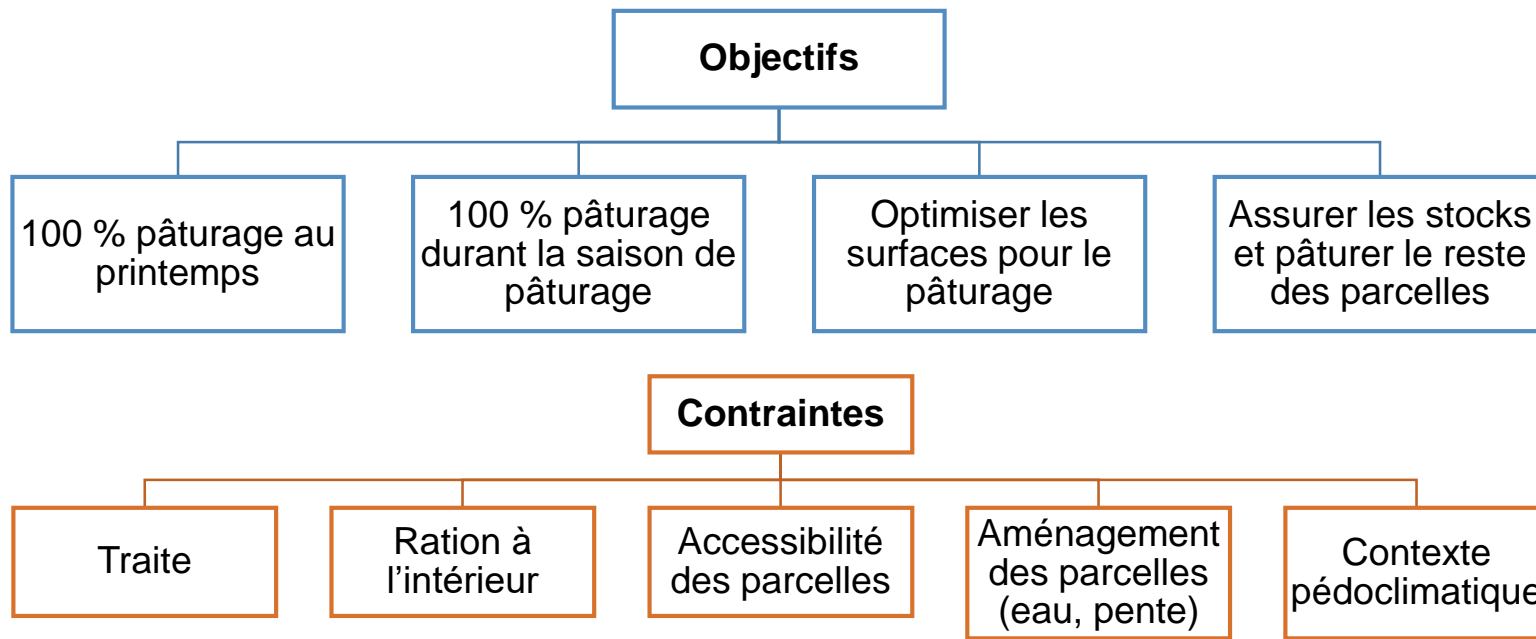 Objectifs
100 % pâturage au
printemps
100 % pâturage
durant la saison de
pâturage
Optimiser les
surfaces pour le
pâturage
Assurer les stocks
et pâturer le reste
des parcelles
Contraintes
Traite
Ration à
l’intérieur
Accessibilité
des parcelles
Aménagement
des parcelles
(eau, pente)
Contexte
pédoclimatique